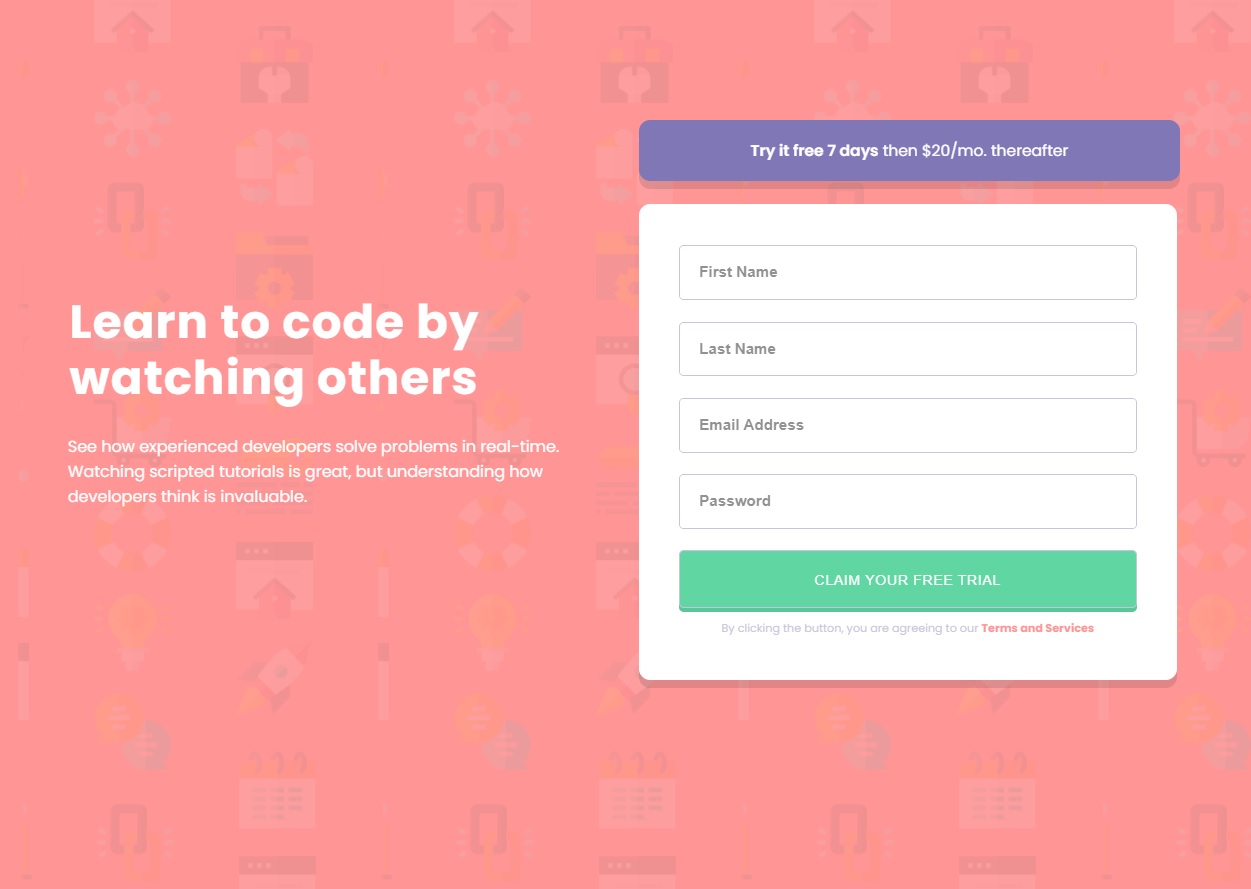 Try it free 7 days then $20/mo. thereafter
Learn to code by
watching others
See how experienced developers solve problems in real-time.
Watching scripted tutorials is great, but understanding how
developers think is invaluable.
First Name
Last Name
Email Address
Password
CLAIM YOUR FREE TRIAL
By clicking the button, you are agreeing to our Terms and Services